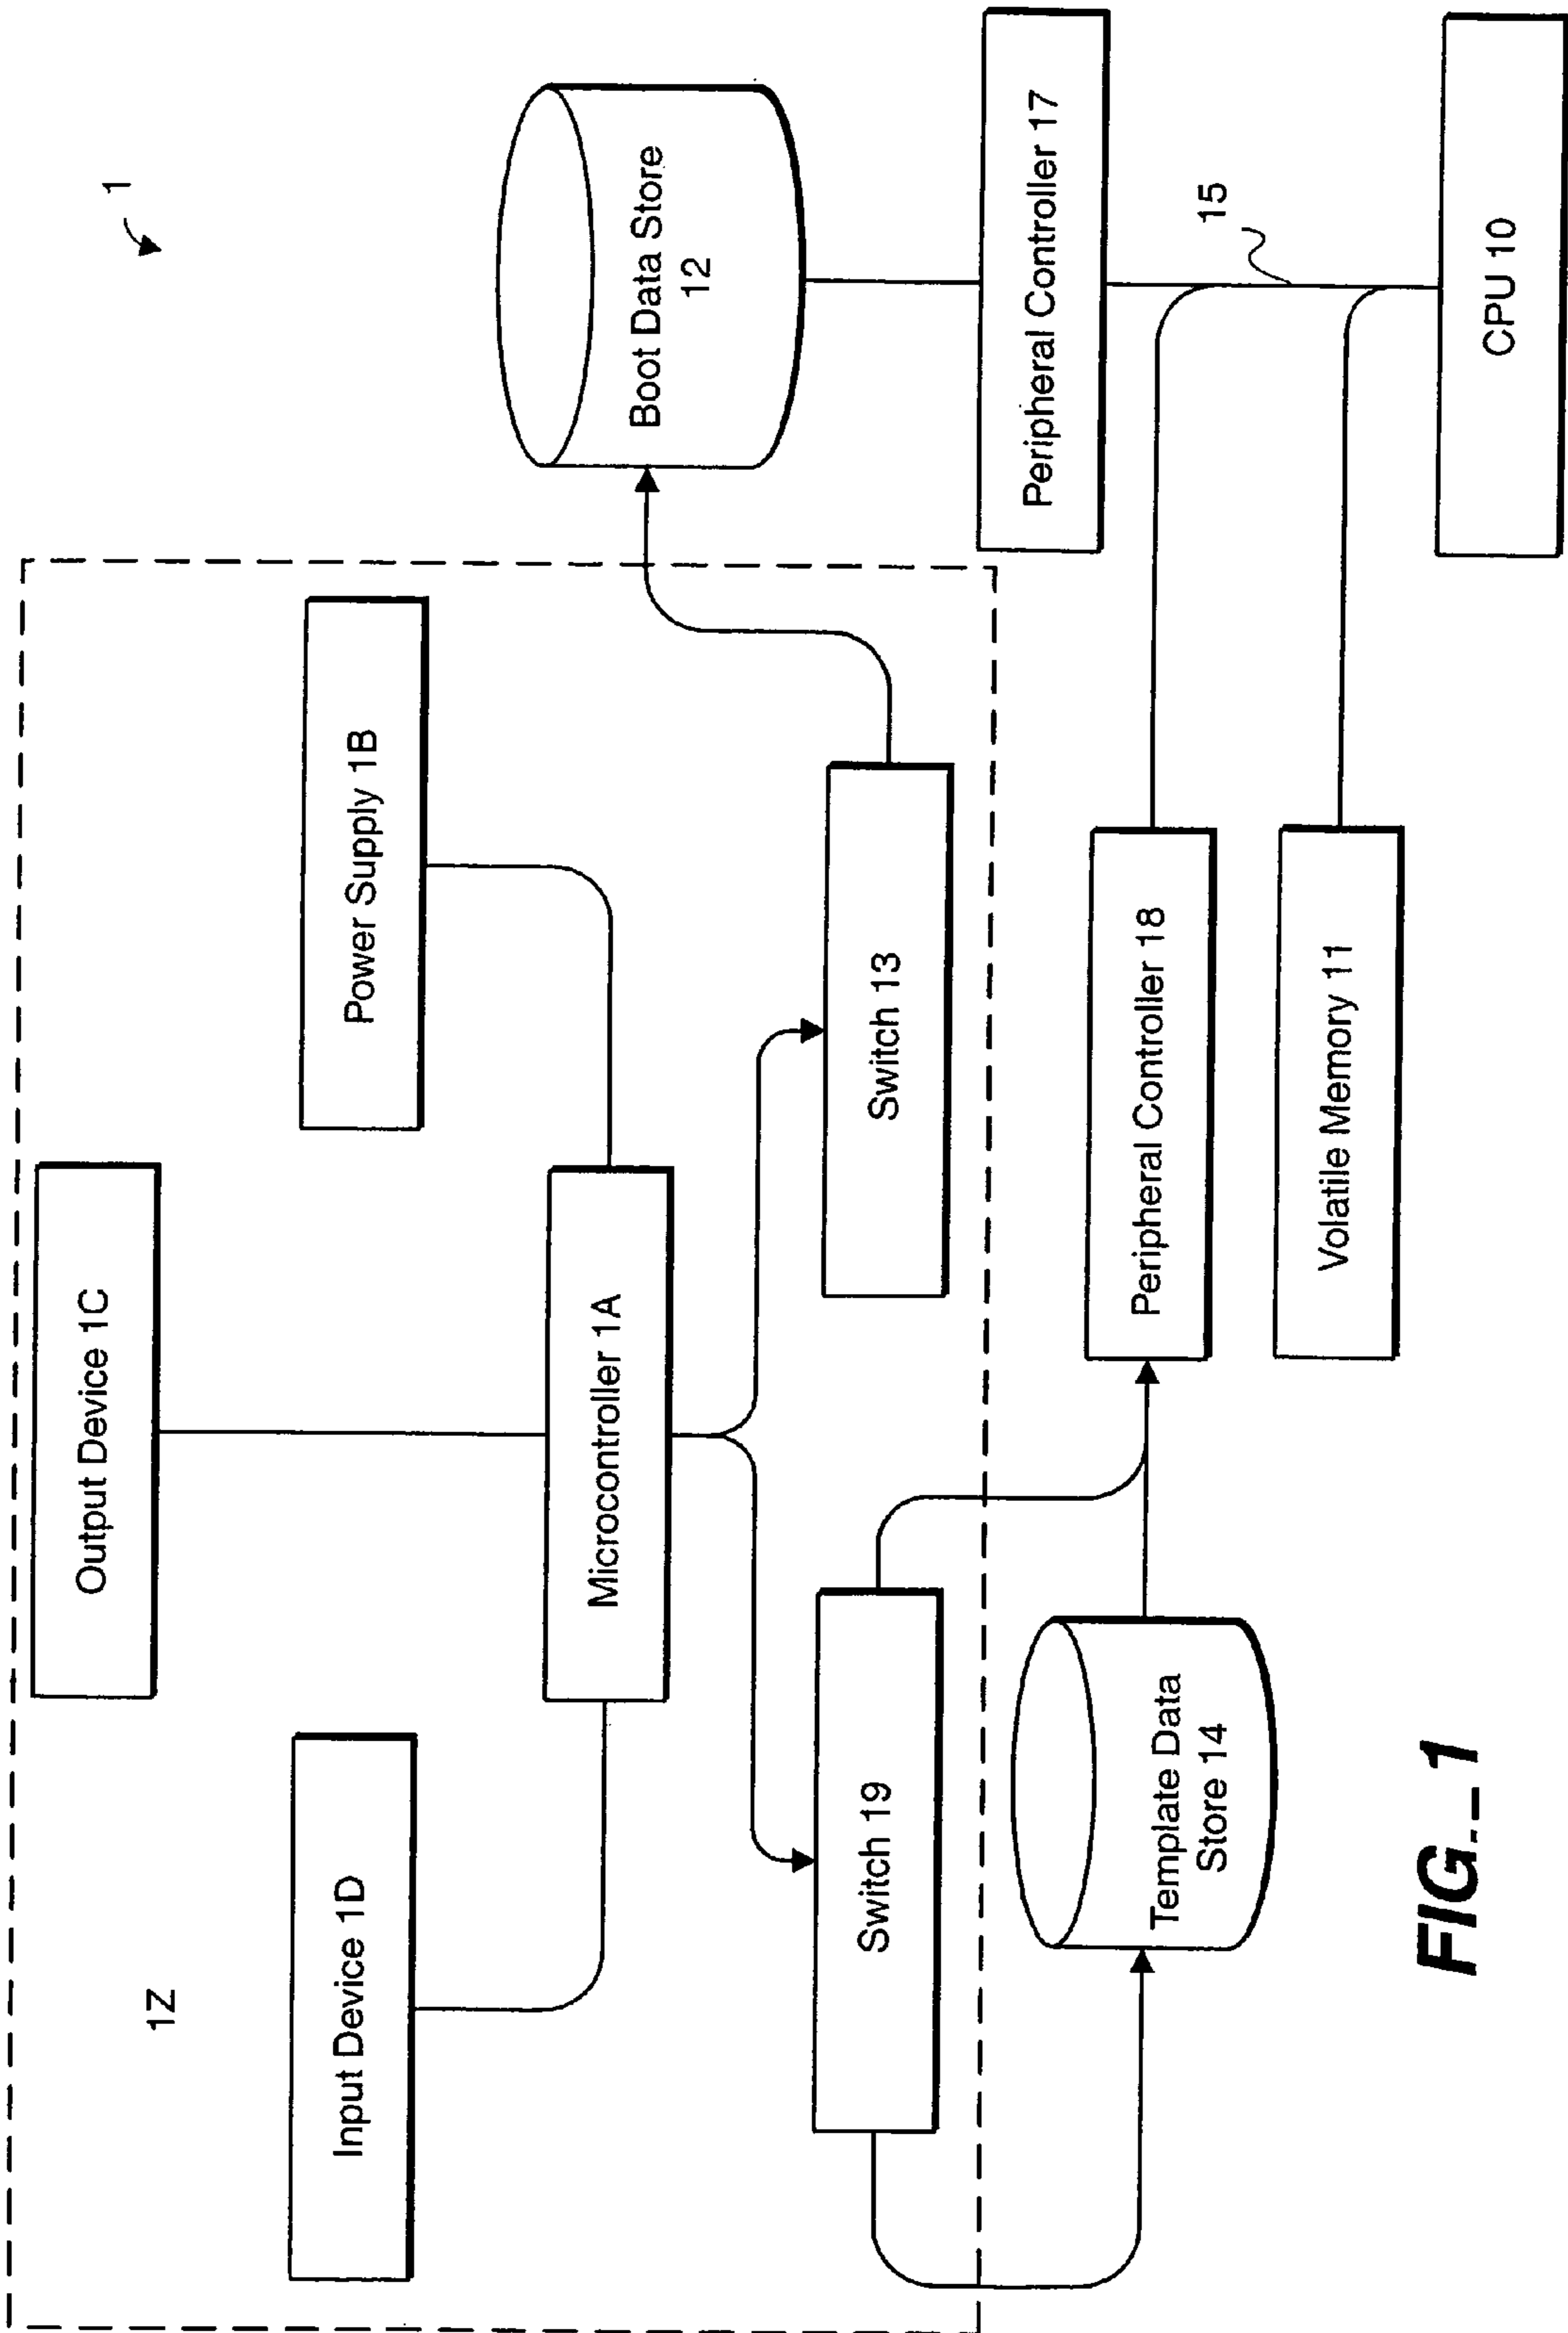 1
1Z
Output Device 1C
Input Device 1D
Power Supply 1B
Microcontroller 1A
Boot Data Store
12
Switch 19
Switch 13
Template Data
Store 14
Peripheral Controller 17
Peripheral Controller 18
15
Volatile Memory 11
CPU 10
FIG._1